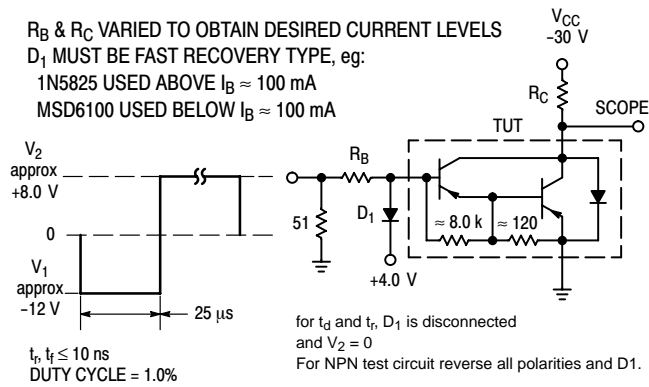 R_B & R_C VARIED TO OBTAIN DESIRED CURRENT LEVELS
D_1 MUST BE FAST RECOVERY TYPE, eg:
1N5825 USED ABOVE I_B ≈ 100 mA
MSD6100 USED BELOW I_B ≈ 100 mA
V_CC
-30 V
R_C
SCOPE
TUT
V_2
approx
+8.0 V
R_B
51
D_1
≈ 8.0 k
≈ 120
0
+4.0 V
V_1
approx
-12 V
25 μs
for t_d and t_r, D_1 is disconnected
and V_2 = 0
For NPN test circuit reverse all polarities and D1.
t_r, t_f ≤ 10 ns
DUTY CYCLE = 1.0%